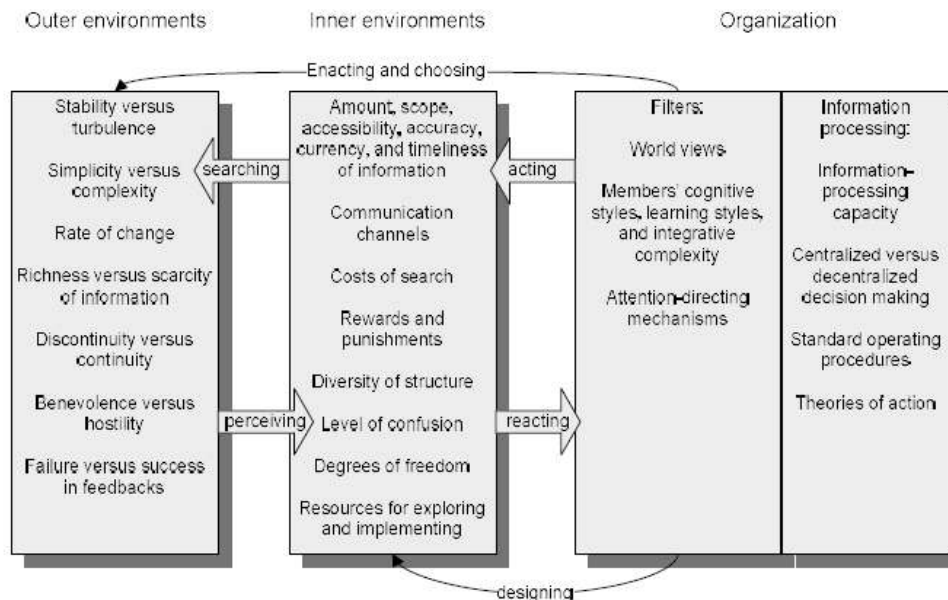 Outer environments
Inner environments
Organization
Enacting and choosing
Stability versus
turbulence
Simplicity versus
complexity
Rate of change
Richness versus scarcity
of information
Discontinuity versus
continuity
Benevolence versus
hostility
Failure versus success
in feedbacks
searching
perceiving
Amount, scope,
accessibility, accuracy,
currency, and timeliness
of information
Communication
channels
Costs of search
Rewards and
punishments
Diversity of structure
Level of confusion
Degrees of freedom
Resources for exploring
and implementing
acting
reacting
Filters:
World views
Members' cognitive
styles, learning styles,
and integrative
complexity
Attention-directing
mechanisms
Information
processing:
Information-
processing
capacity
Centralized versus
decentralized
decision making
Standard operating
procedures
Theories of action
designing